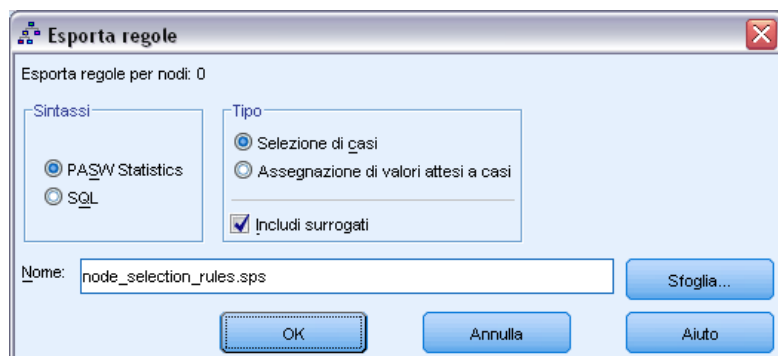 Esporta regole
Esporta regole per nodi: 0
Sintassi
PASW Statistics
SQL
Tipo
Selezione di casi
Assegnazione di valori attesi a casi
Includi surrogati
Nome:
node_selection_rules.sps
Sfoglia...
OK
Annulla
Aiuto